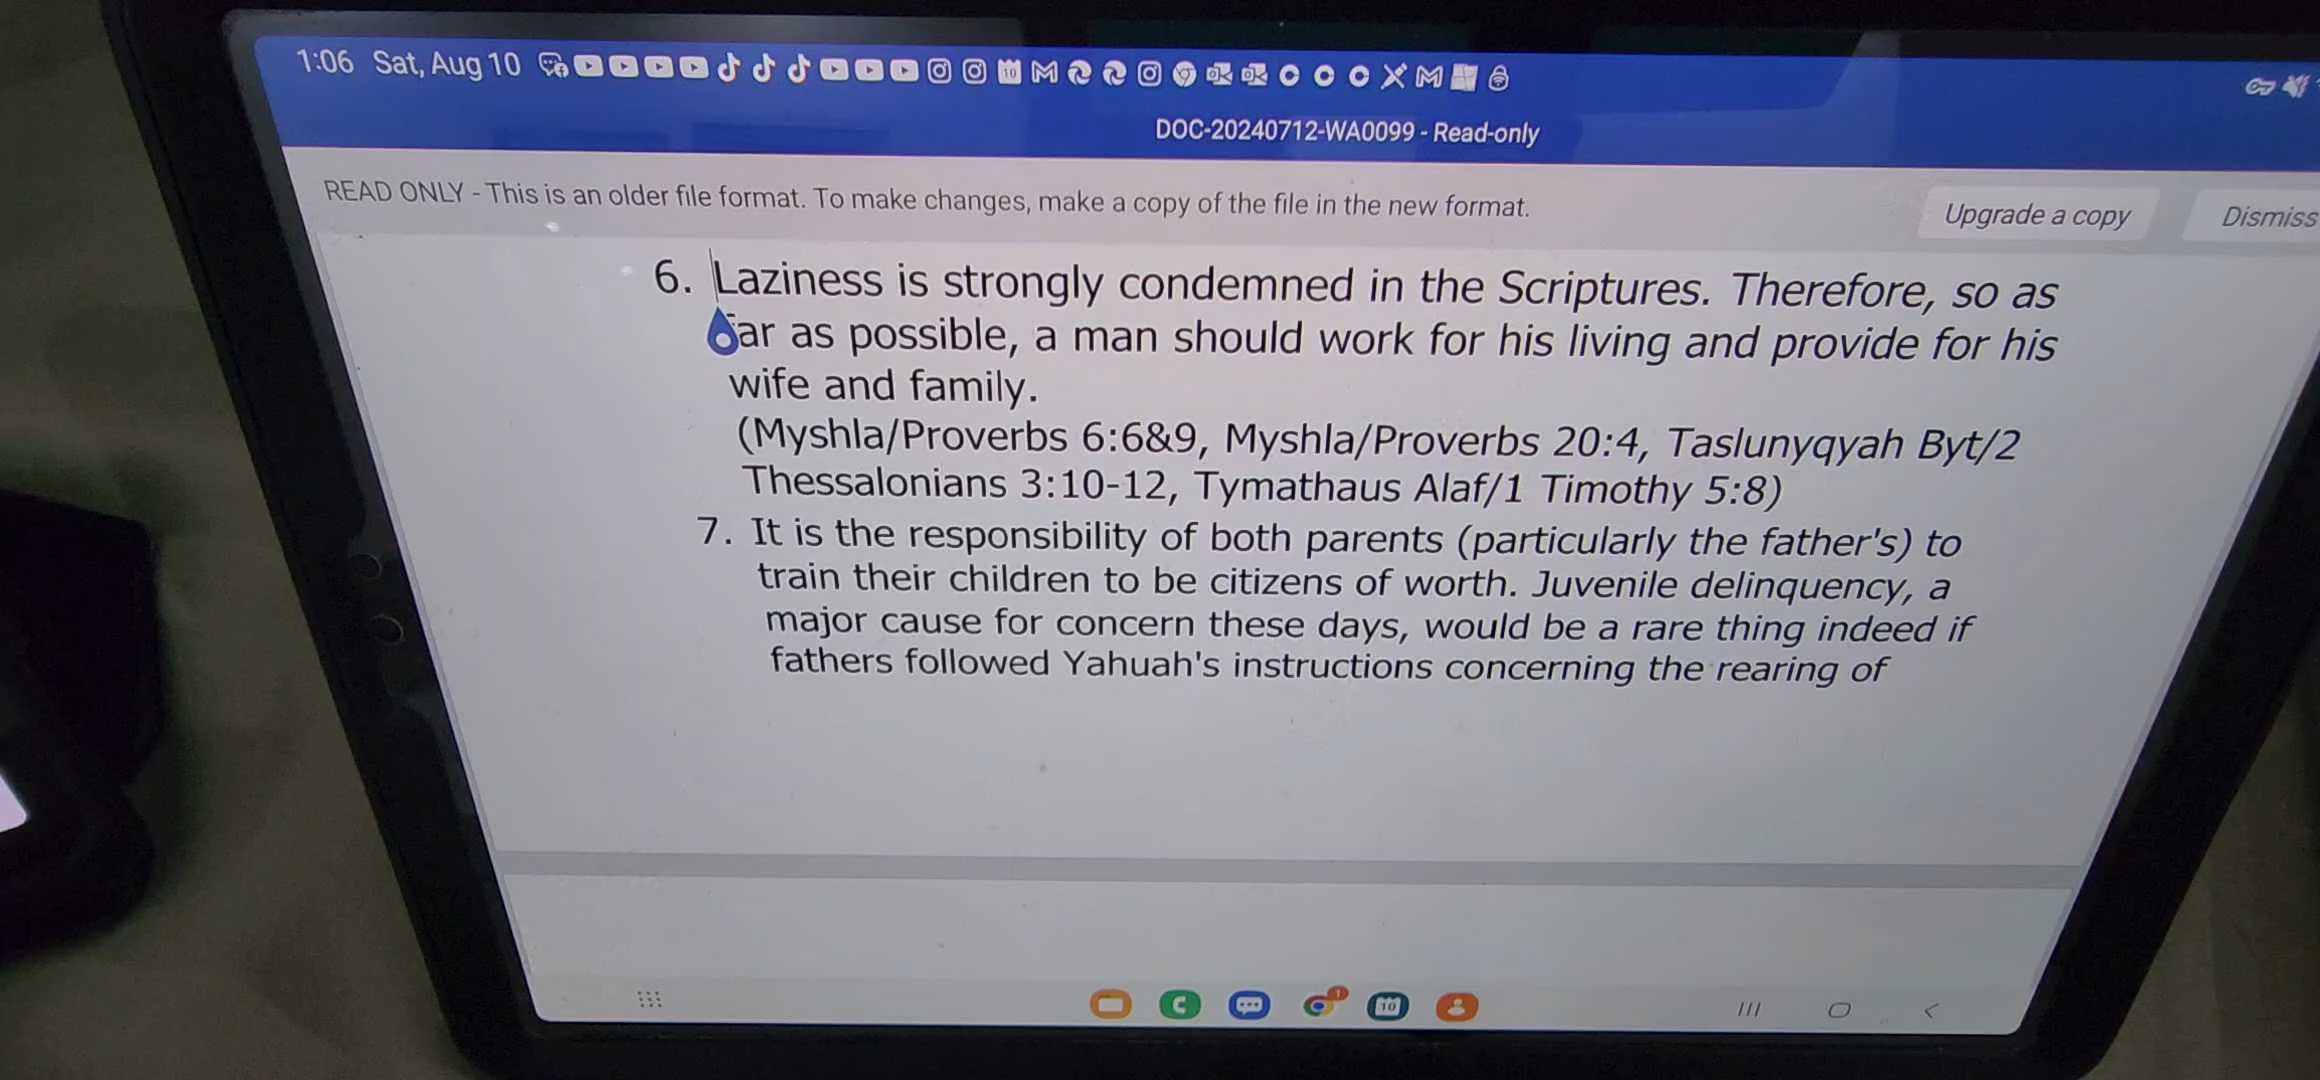 1:06 Sat, Aug 10
DOC-20240712-WA0099 - Read-only
READ ONLY - This is an older file format. To make changes, make a copy of the file in the new format.
Upgrade a copy
Dismiss
6. Laziness is strongly condemned in the Scriptures. Therefore, so as
far as possible, a man should work for his living and provide for his
wife and family.
(Myshla/Proverbs 6:6&9, Myshla/Proverbs 20:4, Taslunyqyah Byt/2
Thessalonians 3:10-12, Tymathaus Alaf/1 Timothy 5:8)
7. It is the responsibility of both parents (particularly the father's) to
train their children to be citizens of worth. Juvenile delinquency, a
major cause for concern these days, would be a rare thing indeed if
fathers followed Yahuah's instructions concerning the rearing of